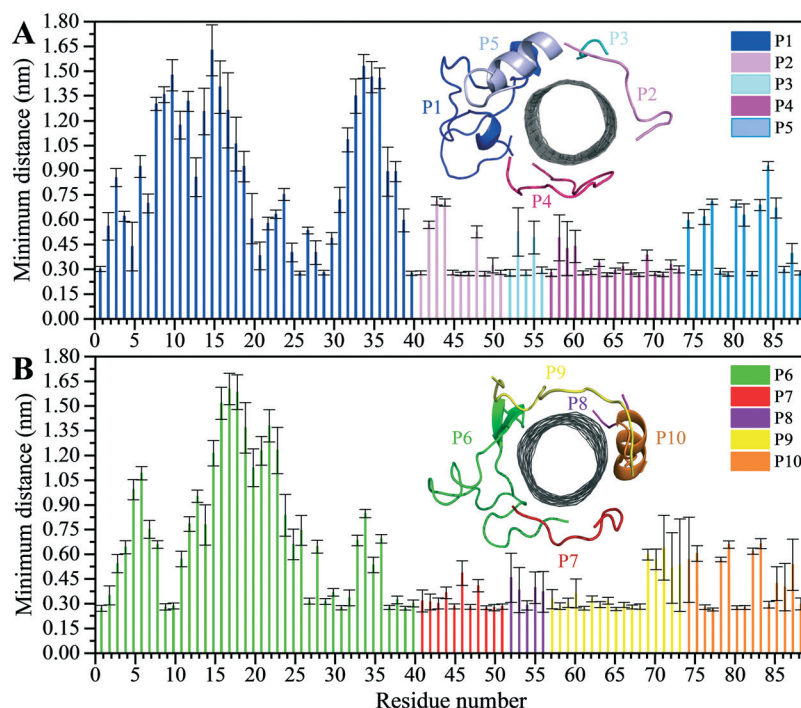 A
Minimum distance (nm)
1.80
1.65
1.50
1.35
1.20
1.05
0.90
0.75
0.60
0.45
0.30
0.15
0.00
P5
P3
P2
P1
P4
P1
P2
P3
P4
P5
0 5 10 15 20 25 30 35 40 45 50 55 60 65 70 75 80 85
B
Minimum distance (nm)
1.80
1.65
1.50
1.35
1.20
1.05
0.90
0.75
0.60
0.45
0.30
0.15
0.00
P9
P8
P6
P10
P7
P6
P7
P8
P9
P10
0 5 10 15 20 25 30 35 40 45 50 55 60 65 70 75 80 85
Residue number